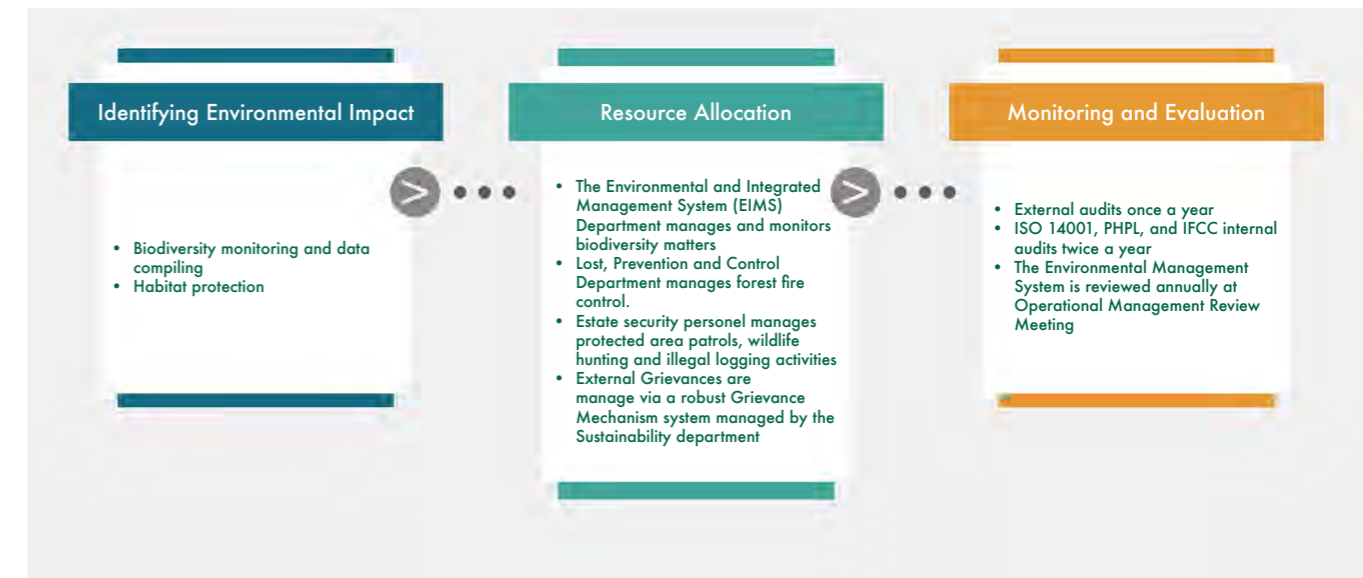 Identifying Environmental Impact
• Biodiversity monitoring and data
compiling
• Habitat protection
>
Resource Allocation
• The Environmental and Integrated
Management System (EIMS)
Department manages and monitors
biodiversity matters
• Lost, Prevention and Control
Department manages forest fire
control.
• Estate security personel manages
protected area patrols, wildlife
hunting and illegal logging activities
• External Grievances are
manage via a robust Grievance
Mechanism system managed by the
Sustainability department
>
Monitoring and Evaluation
• External audits once a year
• ISO 14001, PHPL, and IFCC internal
audits twice a year
• The Environmental Management
System is reviewed annually at
Operational Management Review
Meeting